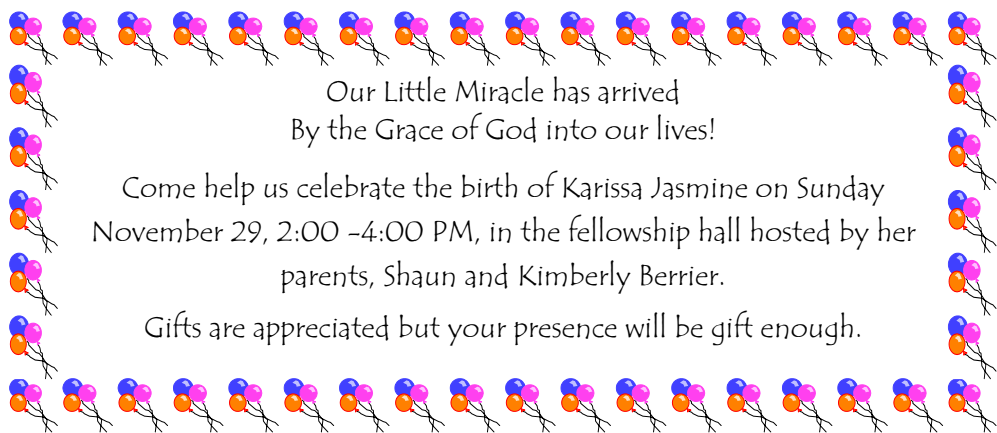 Our Little Miracle has arrived
By the Grace of God into our lives!
Come help us celebrate the birth of Karissa Jasmine on Sunday
November 29, 2:00 -4:00 PM, in the fellowship hall hosted by her
parents, Shaun and Kimberly Berrier.
Gifts are appreciated but your presence will be gift enough.